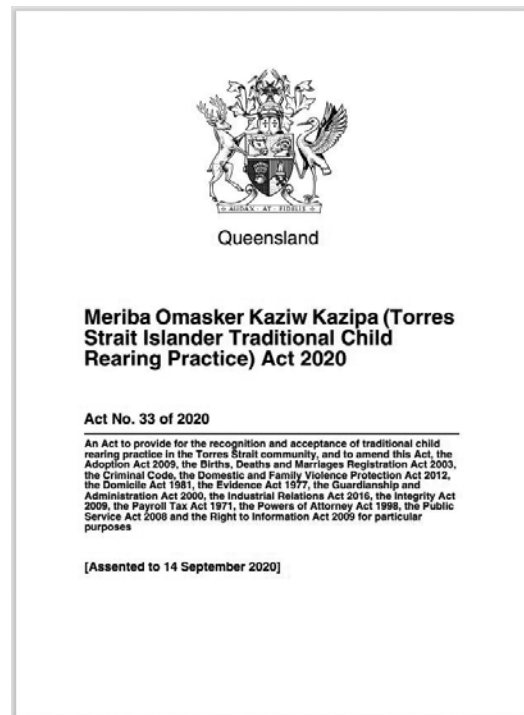 AUDAX · AT · FIDELIS
Queensland
Meriba Omasker Kaziw Kazipa (Torres
Strait Islander Traditional Child
Rearing Practice) Act 2020
Act No. 33 of 2020
An Act to provide for the recognition and acceptance of traditional child
rearing practice in the Torres Strait community, and to amend this Act, the
Adoption Act 2009, the Births, Deaths and Marriages Registration Act 2003,
the Criminal Code, the Domestic and Family Violence Protection Act 2012,
the Domicile Act 1981, the Evidence Act 1977, the Guardianship and
Administration Act 2000, the Industrial Relations Act 2016, the Integrity Act
2009, the Payroll Tax Act 1971, the Powers of Attorney Act 1998, the Public
Service Act 2008 and the Right to Information Act 2009 for particular
purposes
[Assented to 14 September 2020]